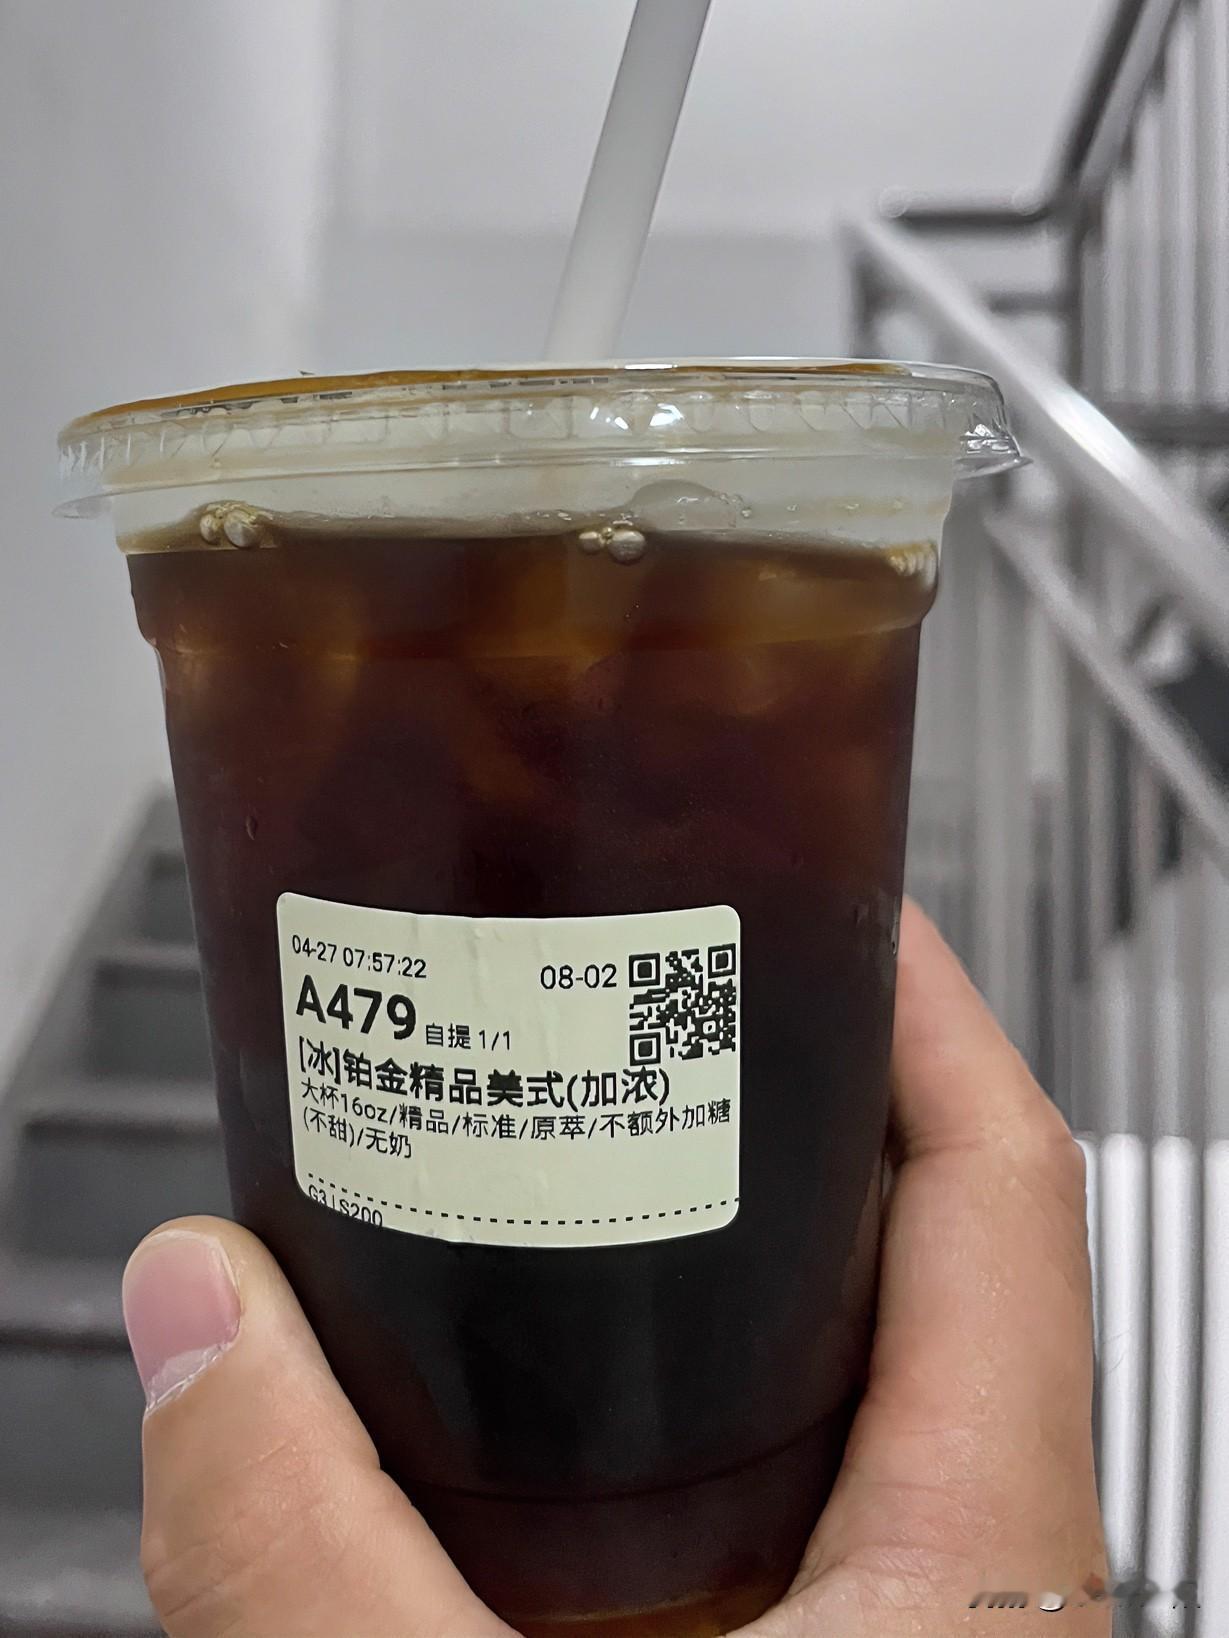 04-27 07:57:22
08-02
A479 自提 1/1
[冰]铂金精品美式(加浓)
大杯16oz/精品/标准/原萃/不额外加糖
(不甜)/无奶